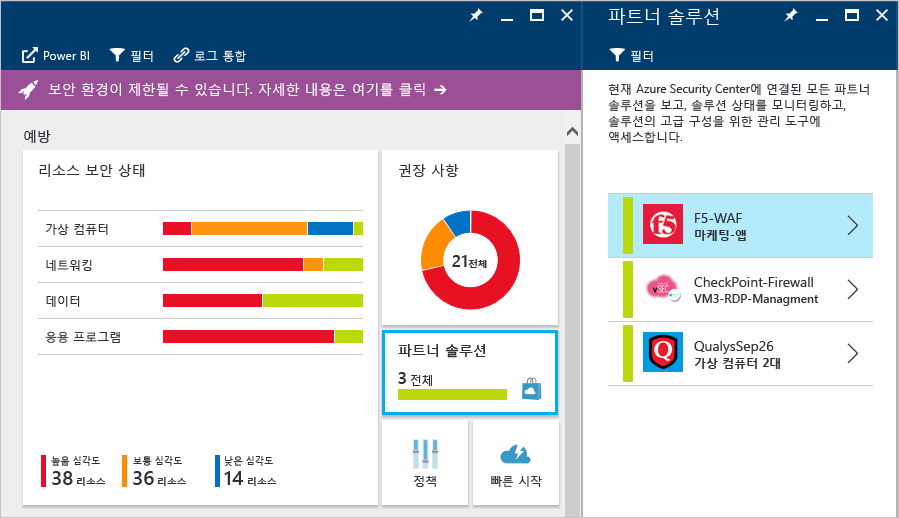 Power BI
필터
로그 통합
보안 환경이 제한될 수 있습니다. 자세한 내용은 여기를 클릭 →
예방
리소스 보안 상태
가상 컴퓨터
네트워킹
데이터
응용 프로그램
높음 심각도
38 리소스
보통 심각도
36 리소스
낮은 심각도
14 리소스
권장 사항
21전체
파트너 솔루션
3 전체
정책
빠른 시작
파트너 솔루션
필터
현재 Azure Security Center에 연결된 모든 파트너
솔루션을 보고, 솔루션 상태를 모니터링하고,
솔루션의 고급 구성을 위한 관리 도구에
액세스합니다.
f5
F5-WAF
마케팅-앱
vSEC
CheckPoint-Firewall
VM3-RDP-Managment
QualysSep26
가상 컴퓨터 2대